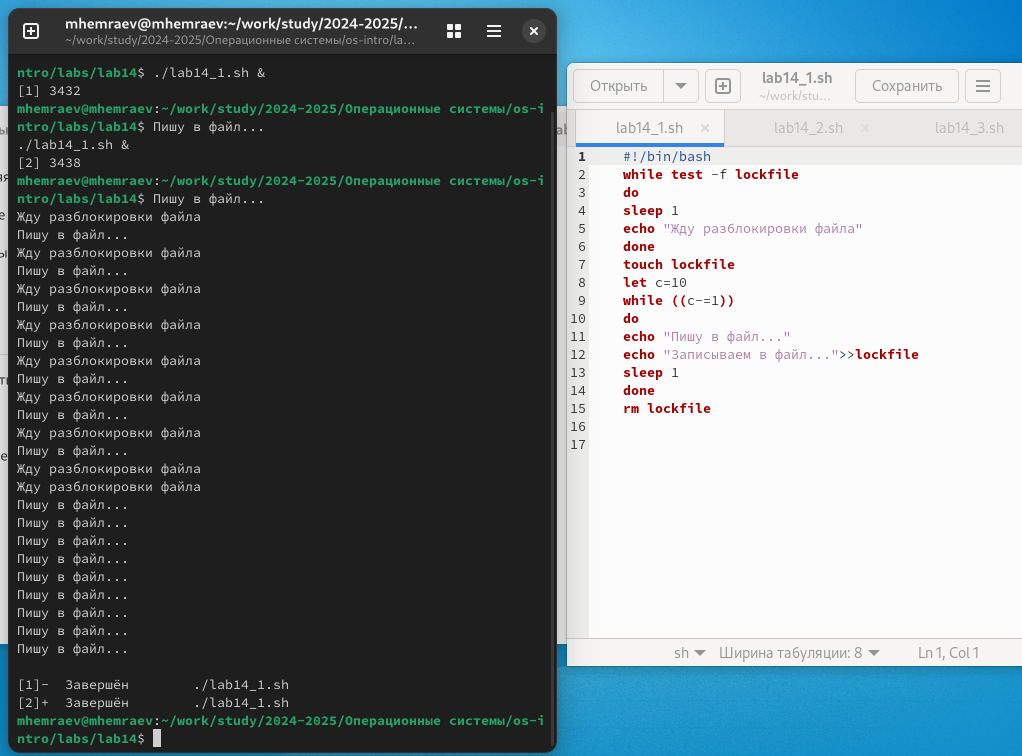 mhemraev@mhemraev:~/work/study/2024-2025/...
~/work/study/2024-2025/Операционные системы/os-intro/la...
ntro/labs/lab14$ ./lab14_1.sh &
[1] 3432
mhemraev@mhemraev:~/work/study/2024-2025/Операционные системы/os-i
ntro/labs/lab14$ Пишу в файл...
./lab14_1.sh &
[2] 3438
mhemraev@mhemraev:~/work/study/2024-2025/Операционные системы/os-i
ntro/labs/lab14$ Пишу в файл...
Жду разблокировки файла
Пишу в файл...
Жду разблокировки файла
Пишу в файл...
Жду разблокировки файла
Пишу в файл...
Жду разблокировки файла
Пишу в файл...
Жду разблокировки файла
Пишу в файл...
Жду разблокировки файла
Пишу в файл...
Жду разблокировки файла
Пишу в файл...
Жду разблокировки файла
Жду разблокировки файла
Пишу в файл...
Пишу в файл...
Пишу в файл...
Пишу в файл...
Пишу в файл...
Пишу в файл...
Пишу в файл...
Пишу в файл...
Пишу в файл...
[1]-  Завершён        ./lab14_1.sh
[2]+  Завершён        ./lab14_1.sh
mhemraev@mhemraev:~/work/study/2024-2025/Операционные системы/os-i
ntro/labs/lab14$
Открыть
lab14_1.sh
~/work/stu...
Сохранить
lab14_1.sh × lab14_2.sh × lab14_3.sh
1 #!/bin/bash
2 while test -f lockfile
3 do
4 sleep 1
5 echo "Жду разблокировки файла"
6 done
7 touch lockfile
8 let c=10
9 while ((c-=1))
10 do
11 echo "Пишу в файл..."
12 echo "Записываем в файл...">>lockfile
13 sleep 1
14 done
15 rm lockfile
16
17
sh Ширина табуляции: 8 Ln 1, Col 1